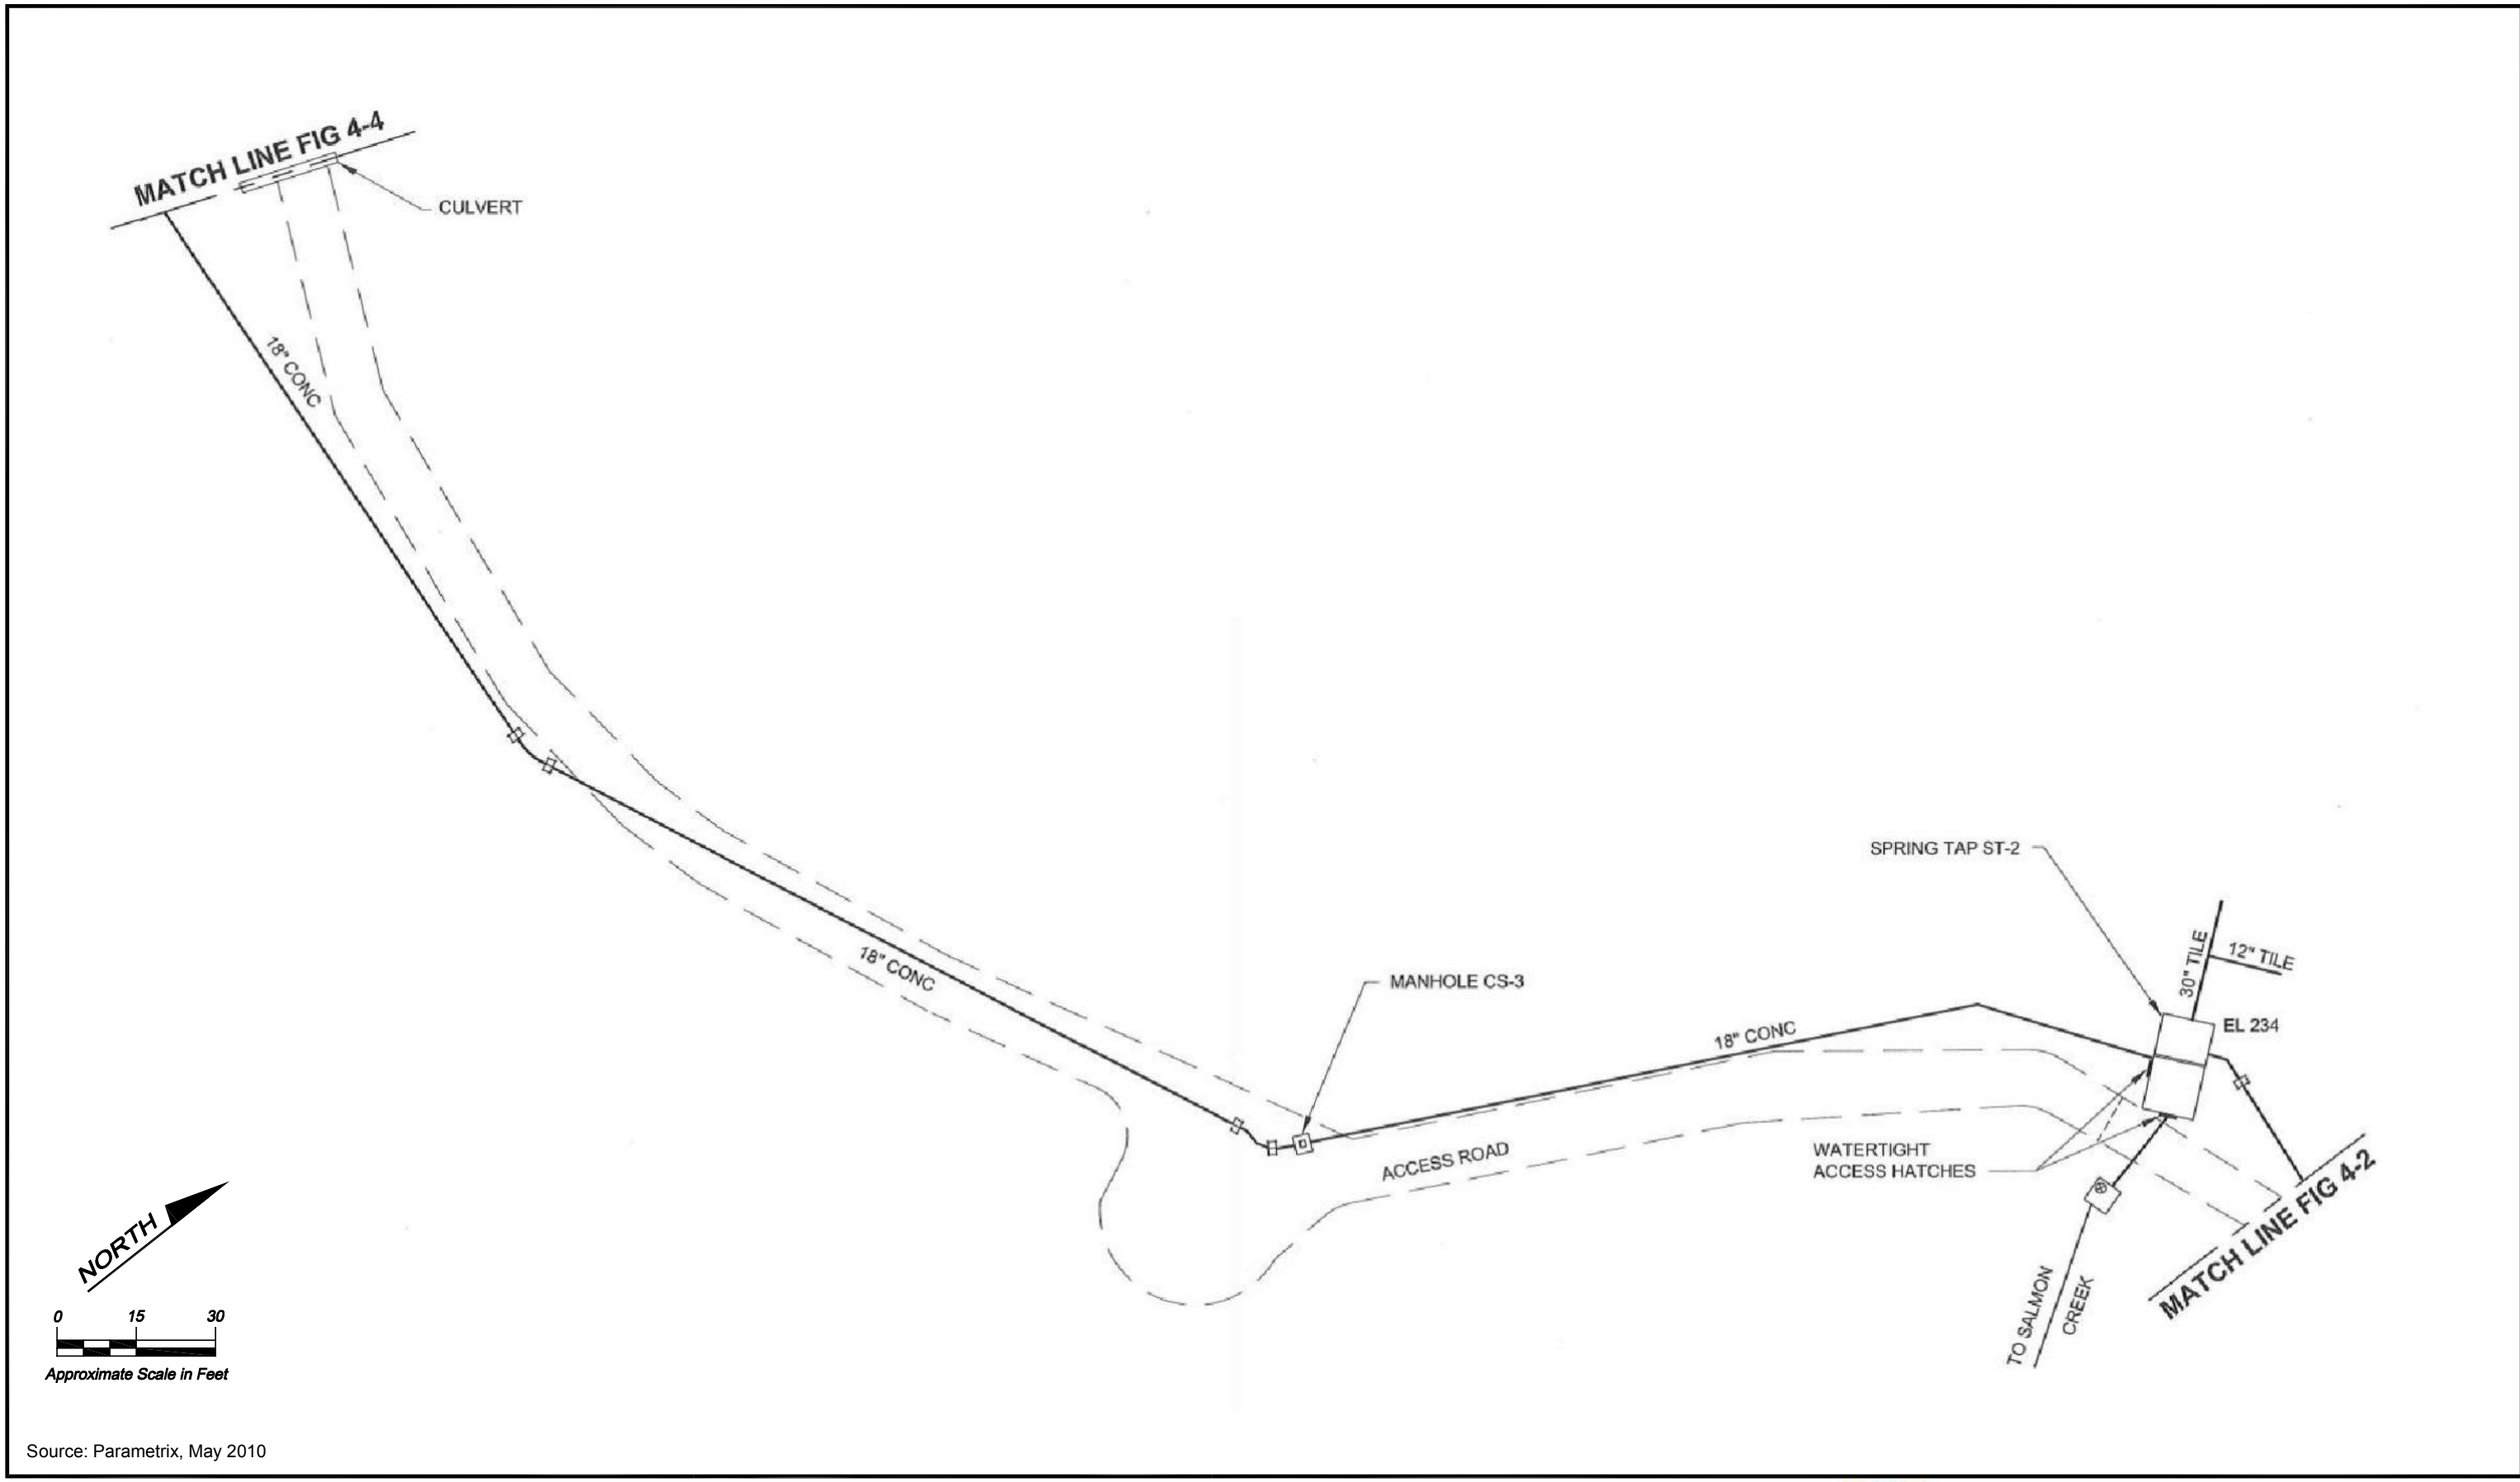 MATCH LINE FIG 4-4
CULVERT
18" CONC
18" CONC
SPRING TAP ST-2
30" TILE
12" TILE
MANHOLE CS-3
18" CONC
EL 234
ACCESS ROAD
WATERTIGHT
ACCESS HATCHES
MATCH LINE FIG 4-2
TO SALMON
CREEK
NORTH
0 15 30
Approximate Scale in Feet
Source: Parametrix, May 2010